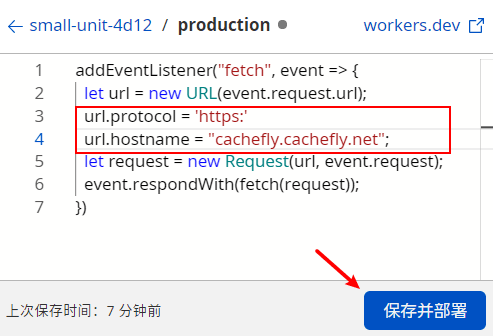 ← small-unit-4d12 / production
workers.dev
1 addEventListener("fetch", event => {
2 let url = new URL(event.request.url);
3 url.protocol = 'https:'
4 url.hostname = "cachefly.cachefly.net";
5 let request = new Request(url, event.request);
6 event.respondWith(fetch(request));
7 })
上次保存时间：7 分钟前
保存并部署